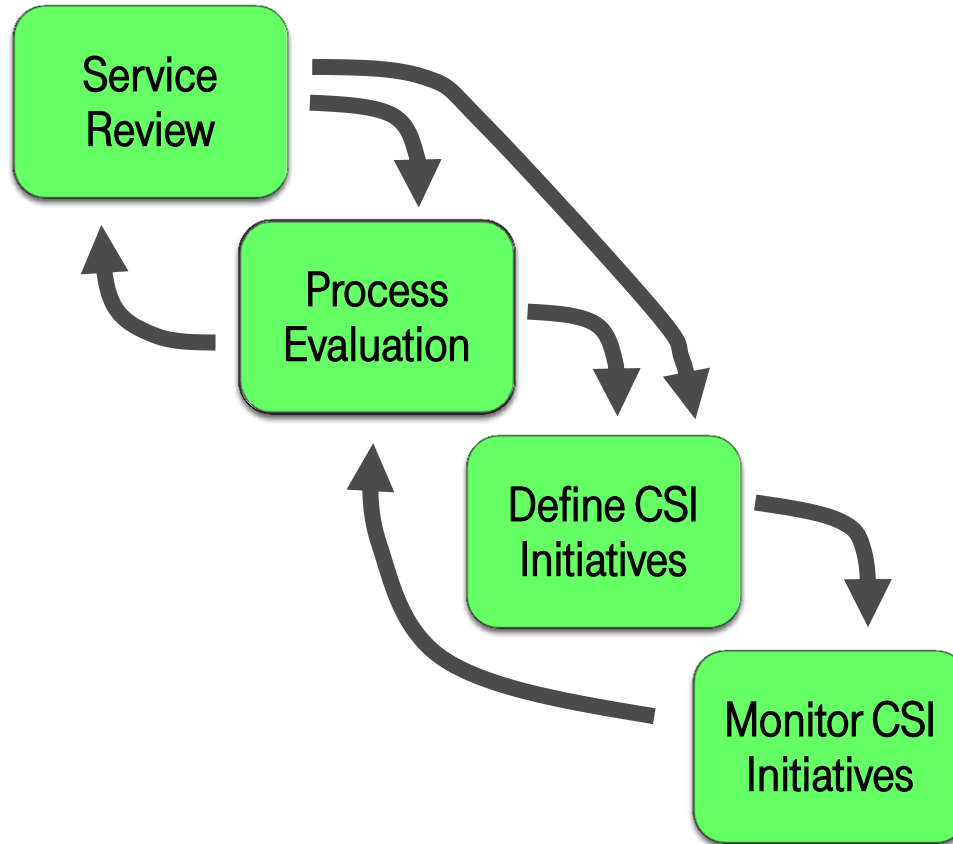 Service
Review
Process
Evaluation
Define CSI
Initiatives
Monitor CSI
Initiatives